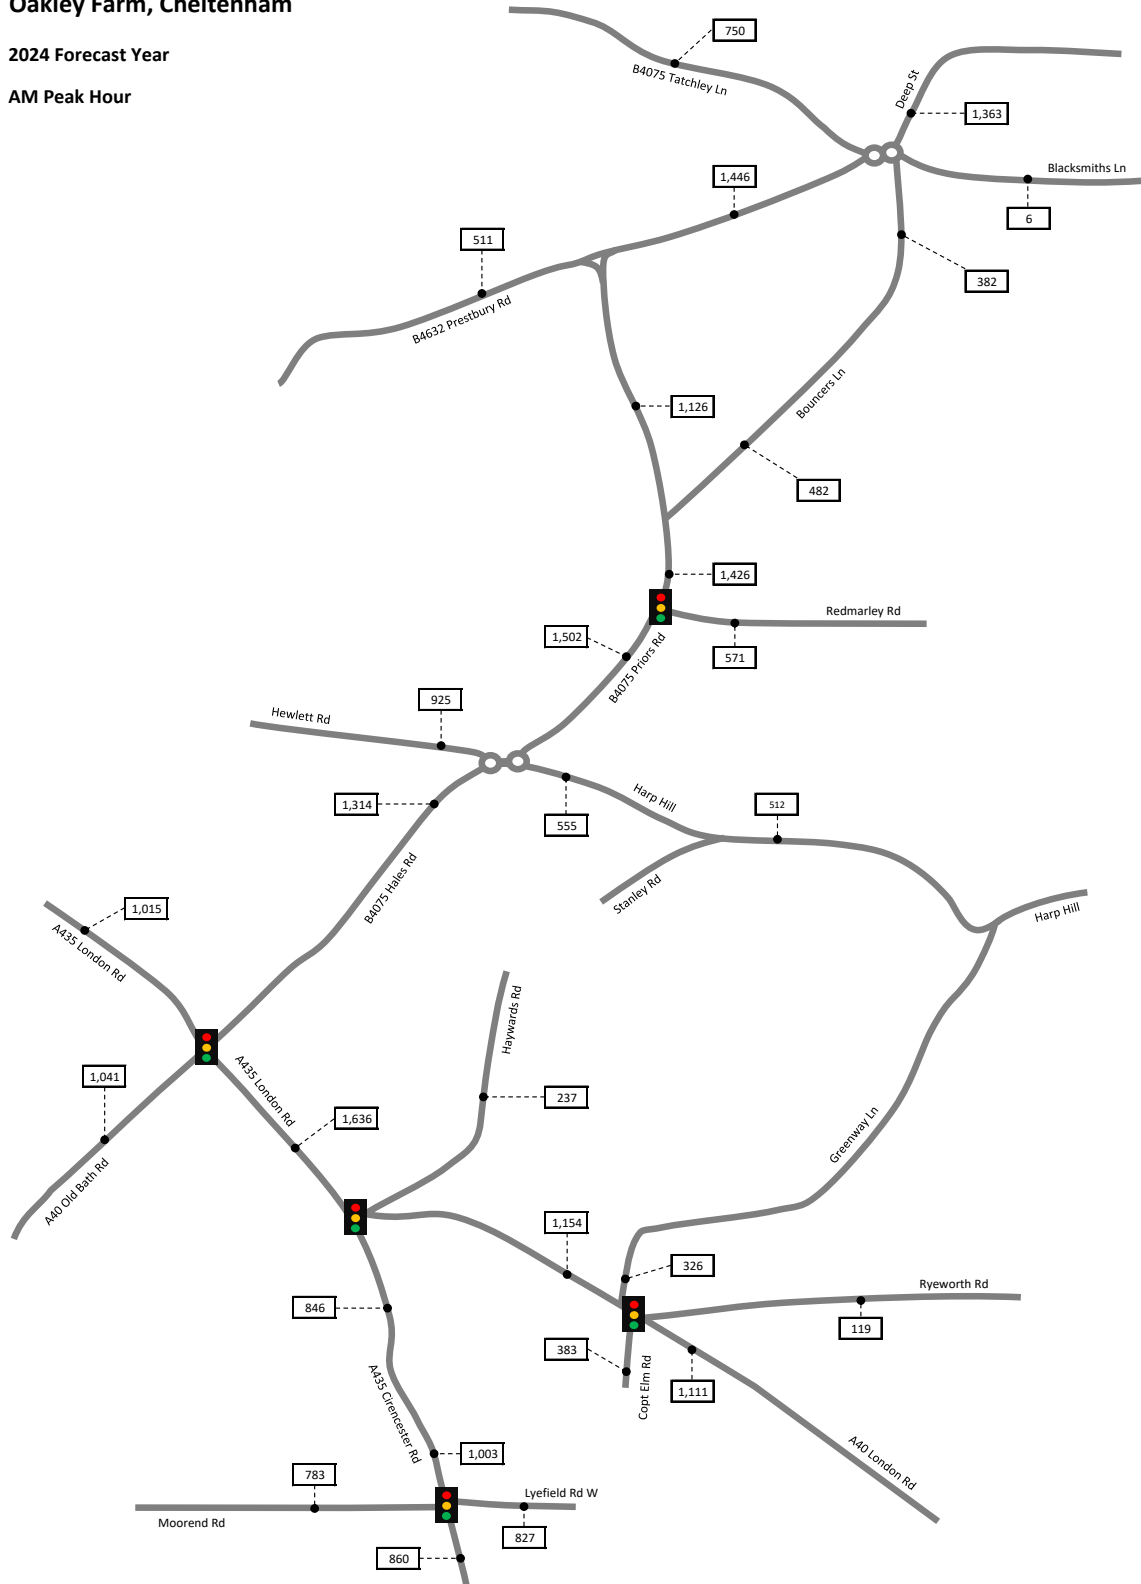 Oakley Farm, Cheltenham
2024 Forecast Year
AM Peak Hour
750
B4075 Tatchley Ln
Deep St
1,363
Blacksmiths Ln
6
1,446
511
382
B4632 Prestbury Rd
Bouncers Ln
1,126
482
1,426
Redmarley Rd
1,502
571
B4075 Priors Rd
925
Hewlett Rd
1,314
555
Harp Hill
512
B4075 Hales Rd
Stanley Rd
Harp Hill
1,015
A435 London Rd
Haywards Rd
1,041
A435 London Rd
237
1,636
Greenway Ln
A40 Old Bath Rd
1,154
326
Ryeworth Rd
846
119
383
Copt Elm Rd
1,111
A435 Cirencester Rd
1,003
A40 London Rd
783
Lyefield Rd W
Moorend Rd
827
860